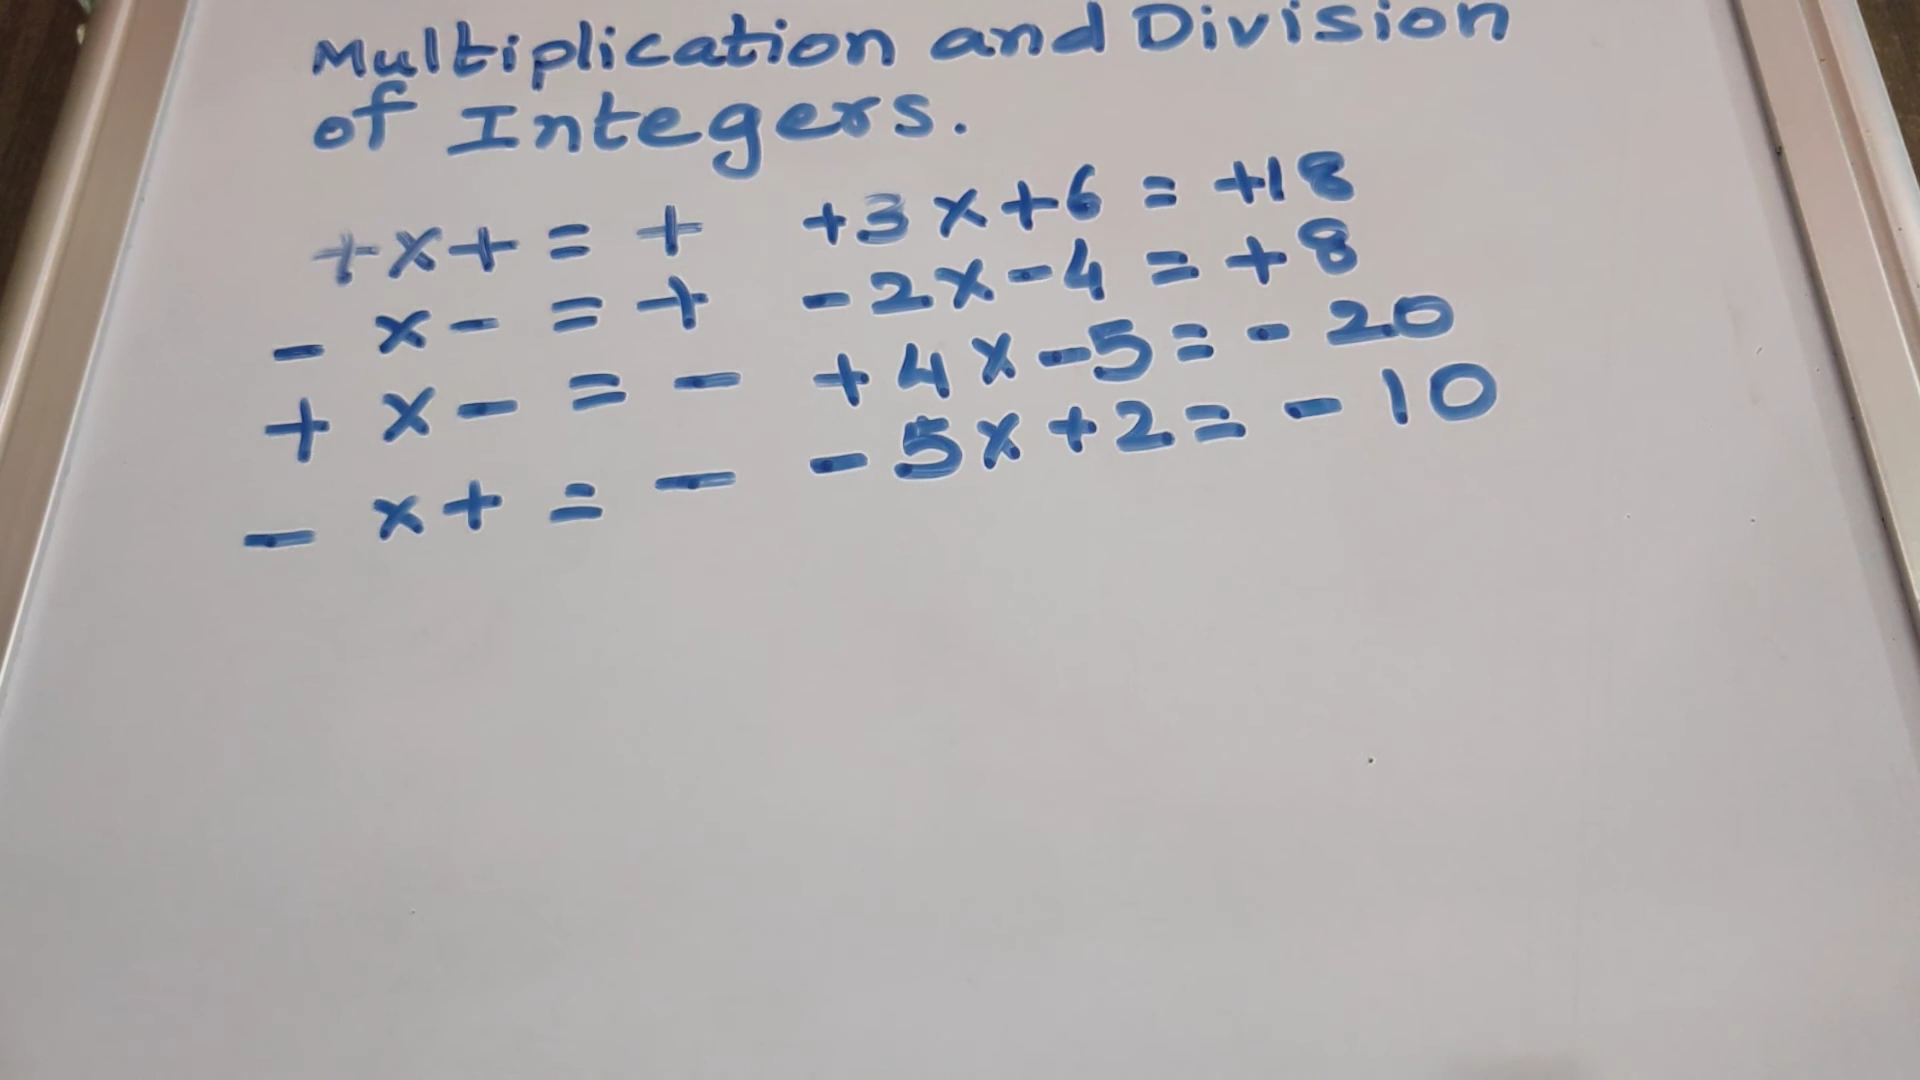 Multiplication and Division
of Integers.
+ x + = + +3 x +6 = +18
- x - = + -2 x -4 = +8
+ x - = - +4 x -5 = -20
- x + = - -5 x +2 = -10